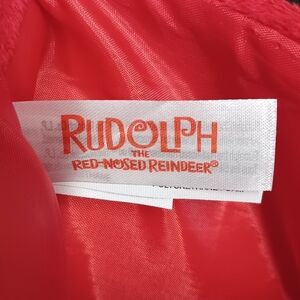 RUDOLPH
THE
RED-NOSED REINDEER®